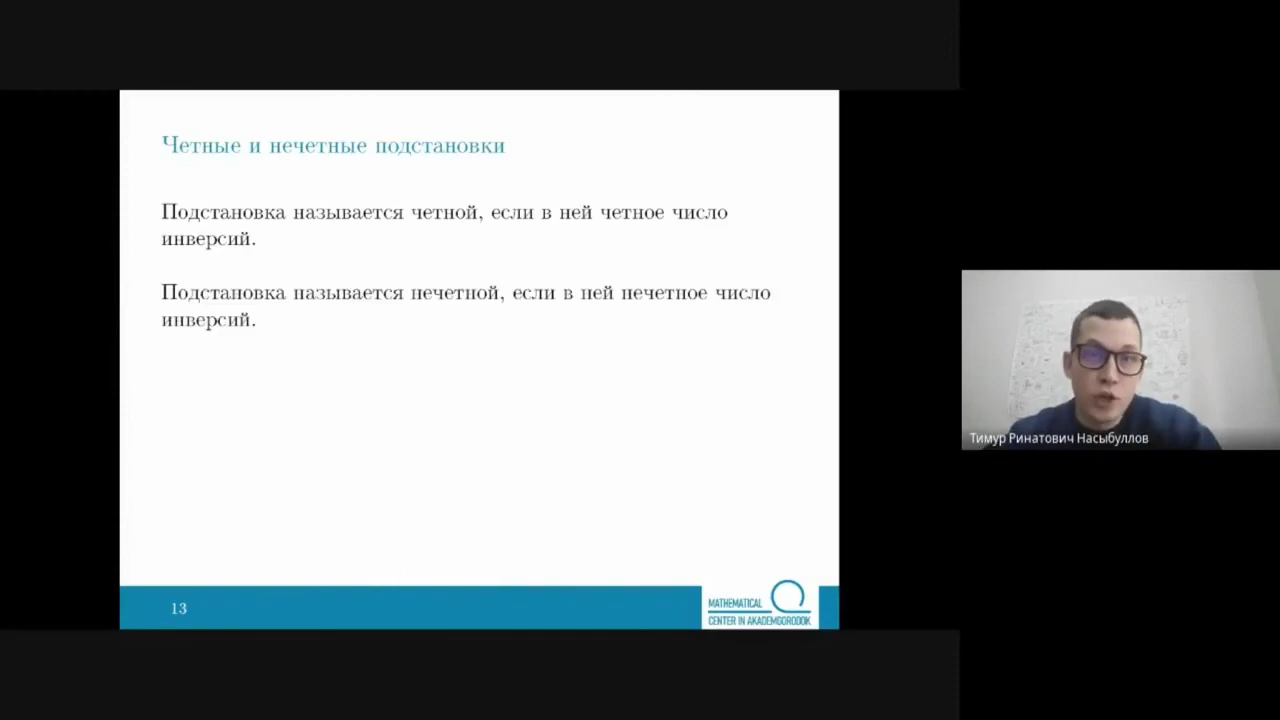 Четные и нечетные подстановки
Подстановка называется четной, если в ней четное число
инверсий.
Подстановка называется нечетной, если в ней нечетное число
инверсий.
13
MATHEMATICAL
CENTER IN AKADEMGORODOK
Тимур Ринатович Насыбуллов